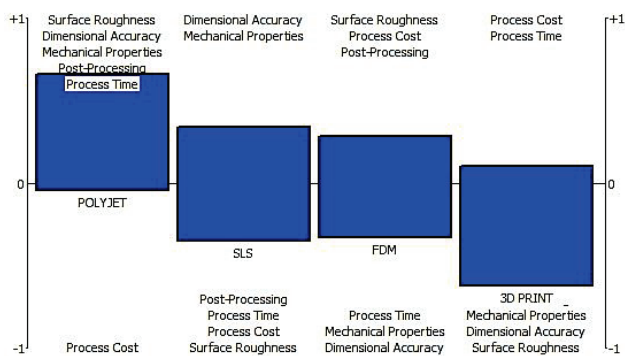 +1
Surface Roughness
Dimensional Accuracy
Mechanical Properties
Post-Processing
Process Time
Dimensional Accuracy
Mechanical Properties
Surface Roughness
Process Cost
Post-Processing
Process Cost
Process Time
+1
0
0
POLYJET
SLS
FDM
3D PRINT
Process Cost
Post-Processing
Process Time
Process Cost
Surface Roughness
Process Time
Mechanical Properties
Dimensional Accuracy
Mechanical Properties
Dimensional Accuracy
Surface Roughness
-1
-1